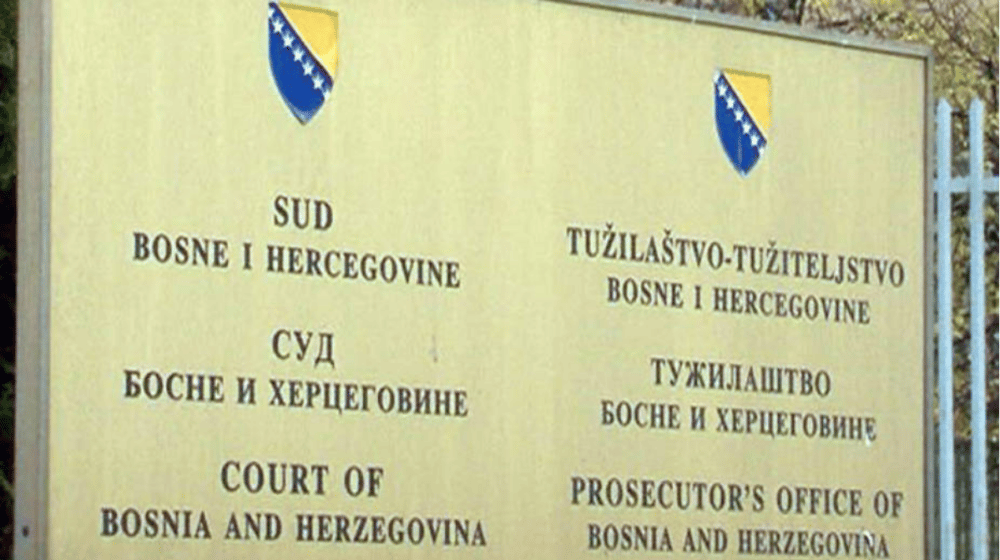 SUD
BOSNE I HERCEGOVINE
СУД
БОСНЕ И ХЕРЦЕГОВИНЕ
COURT OF
BOSNIA AND HERZEGOVINA
TUŽILAŠTVO-TUŽITELJSTVO
BOSNE I HERCEGOVINE
ТУЖИЛАШТВО
БОСНЕ И ХЕРЦЕГОВИНЕ
PROSECUTOR'S OFFICE OF
BOSNIA AND HERZEGOVINA